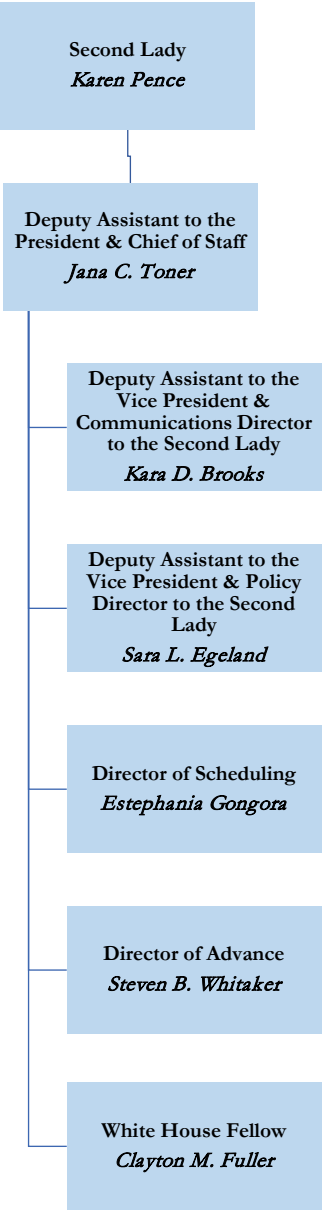 Second Lady
Karen Pence
Deputy Assistant to the
President & Chief of Staff
Jana C. Toner
Deputy Assistant to the
Vice President &
Communications Director
to the Second Lady
Kara D. Brooks
Deputy Assistant to the
Vice President & Policy
Director to the Second
Lady
Sara L. Egeland
Director of Scheduling
Estephania Gongora
Director of Advance
Steven B. Whitaker
White House Fellow
Clayton M. Fuller